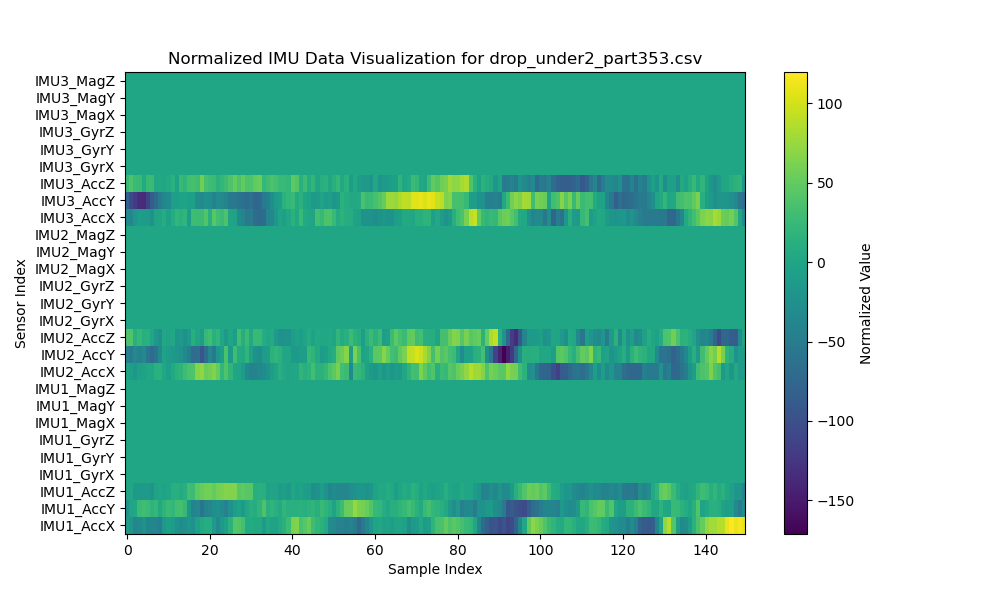 Normalized IMU Data Visualization for drop_under2_part353.csv
IMU3_MagZ
IMU3_MagY
IMU3_MagX
IMU3_GyrZ
IMU3_GyrY
IMU3_GyrX
IMU3_AccZ
IMU3_AccY
IMU3_AccX
IMU2_MagZ
IMU2_MagY
IMU2_MagX
IMU2_GyrZ
IMU2_GyrY
IMU2_GyrX
IMU2_AccZ
IMU2_AccY
IMU2_AccX
IMU1_MagZ
IMU1_MagY
IMU1_MagX
IMU1_GyrZ
IMU1_GyrY
IMU1_GyrX
IMU1_AccZ
IMU1_AccY
IMU1_AccX
Sensor Index
0 20 40 60 80 100 120 140
Sample Index
100
50
0
−50
−100
−150
Normalized Value